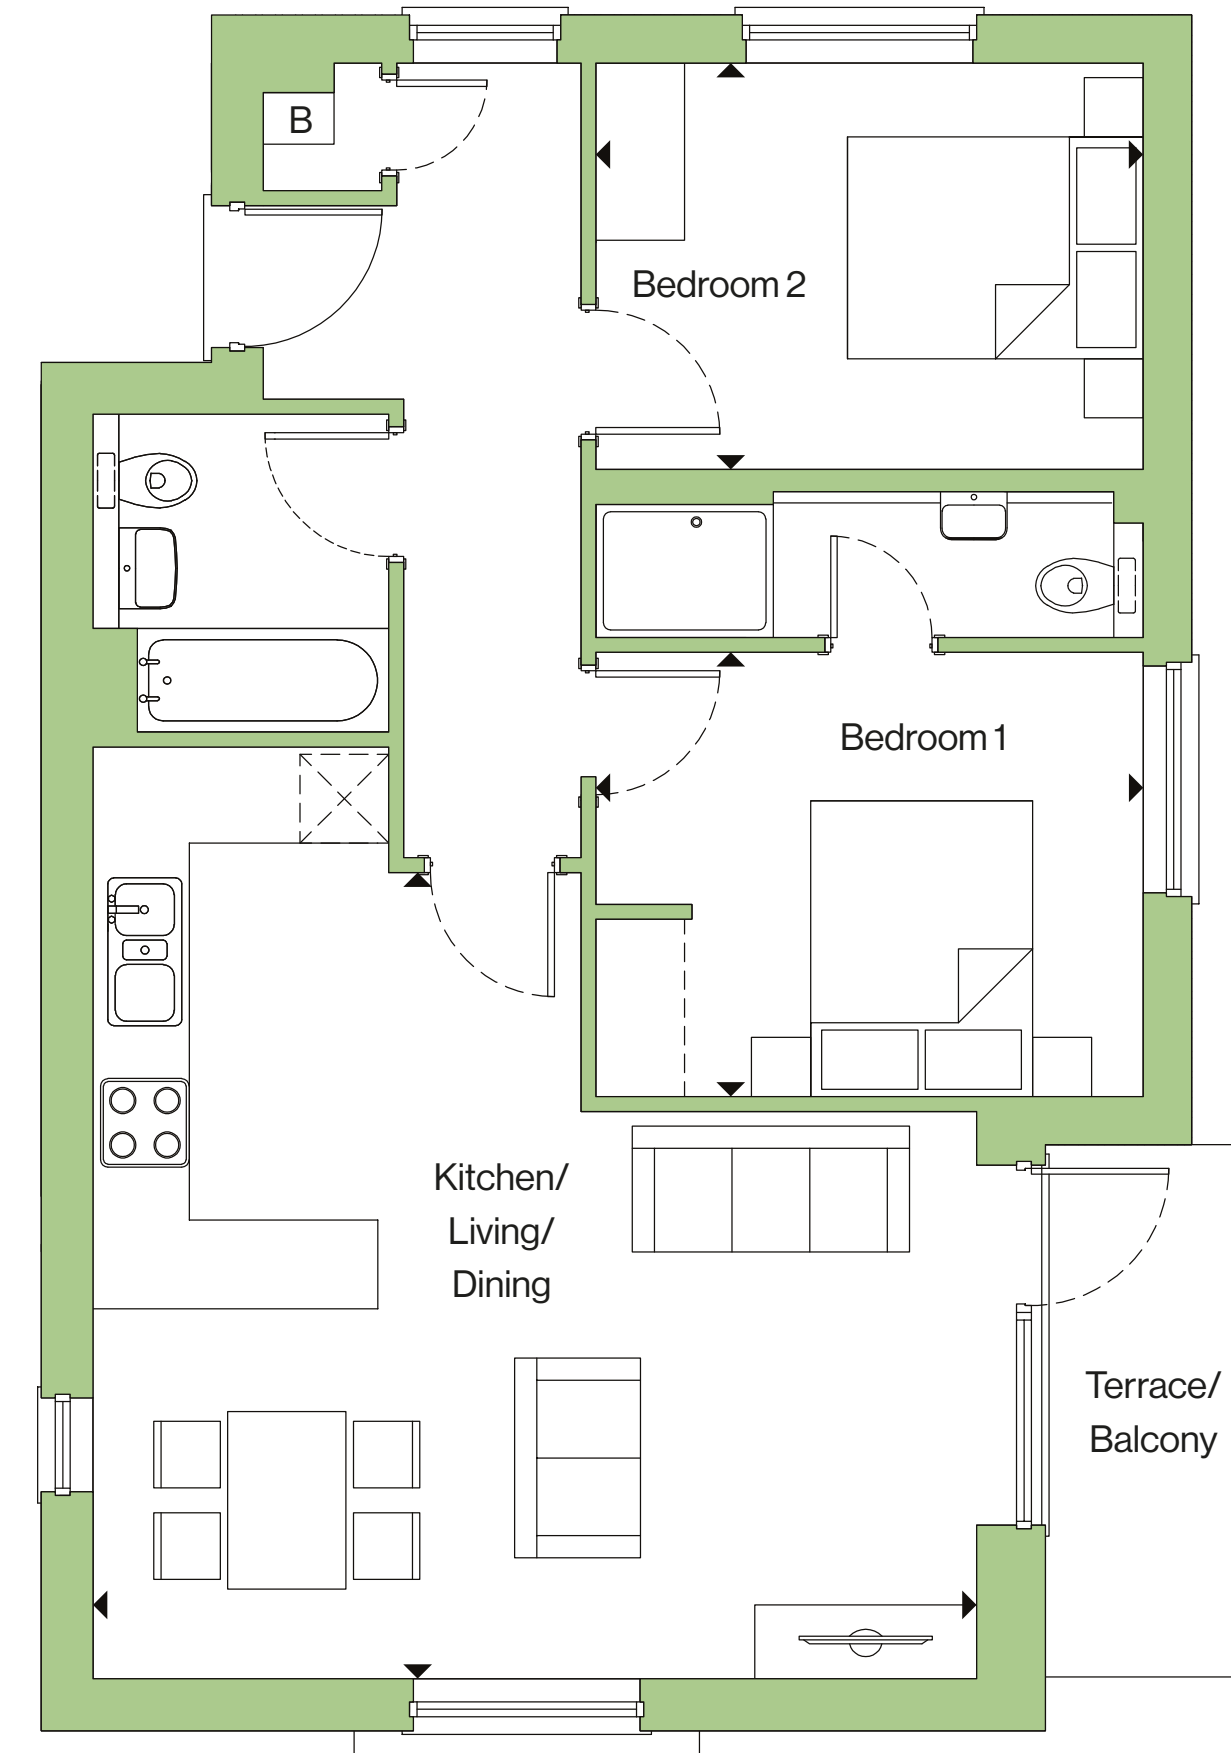 B
Bedroom 2
Bedroom 1
Kitchen/
Living/
Dining
Terrace/
Balcony